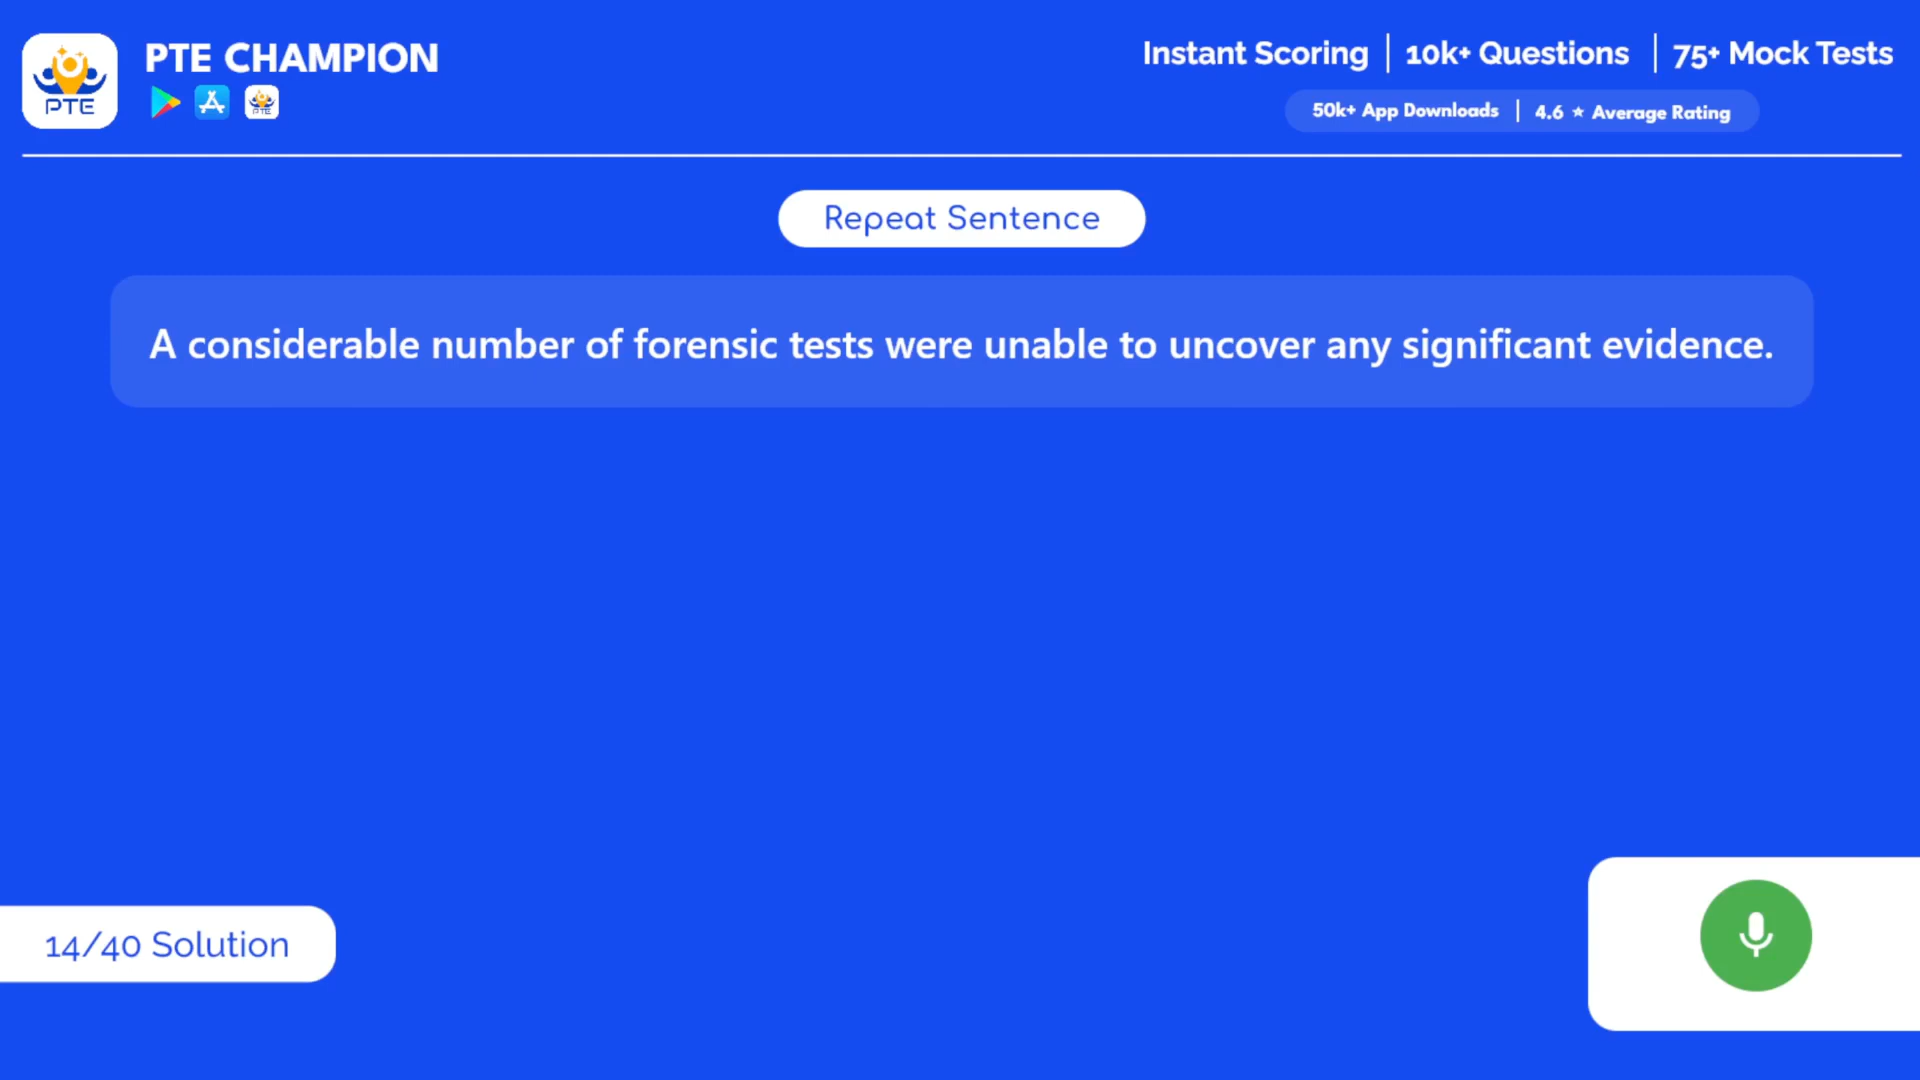 PTE CHAMPION
PTE
PTE
Instant Scoring | 10k+ Questions | 75+ Mock Tests
50k+ App Downloads | 4.6 ★ Average Rating
Repeat Sentence
A considerable number of forensic tests were unable to uncover any significant evidence.
14/40 Solution